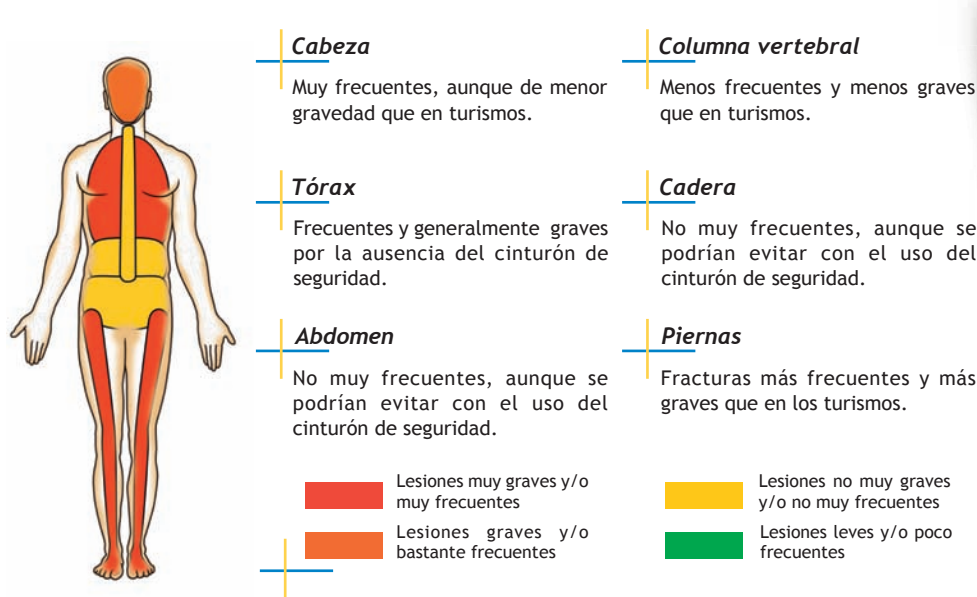 Cabeza
Muy frecuentes, aunque de menor
gravedad que en turismos.
Tórax
Frecuentes y generalmente graves
por la ausencia del cinturón de
seguridad.
Abdomen
No muy frecuentes, aunque se
podrían evitar con el uso del
cinturón de seguridad.
Columna vertebral
Menos frecuentes y menos graves
que en turismos.
Cadera
No muy frecuentes, aunque se
podrían evitar con el uso del
cinturón de seguridad.
Piernas
Fracturas más frecuentes y más
graves que en los turismos.
Lesiones muy graves y/o
muy frecuentes
Lesiones graves y/o
bastante frecuentes
Lesiones no muy graves
y/o no muy frecuentes
Lesiones leves y/o poco
frecuentes